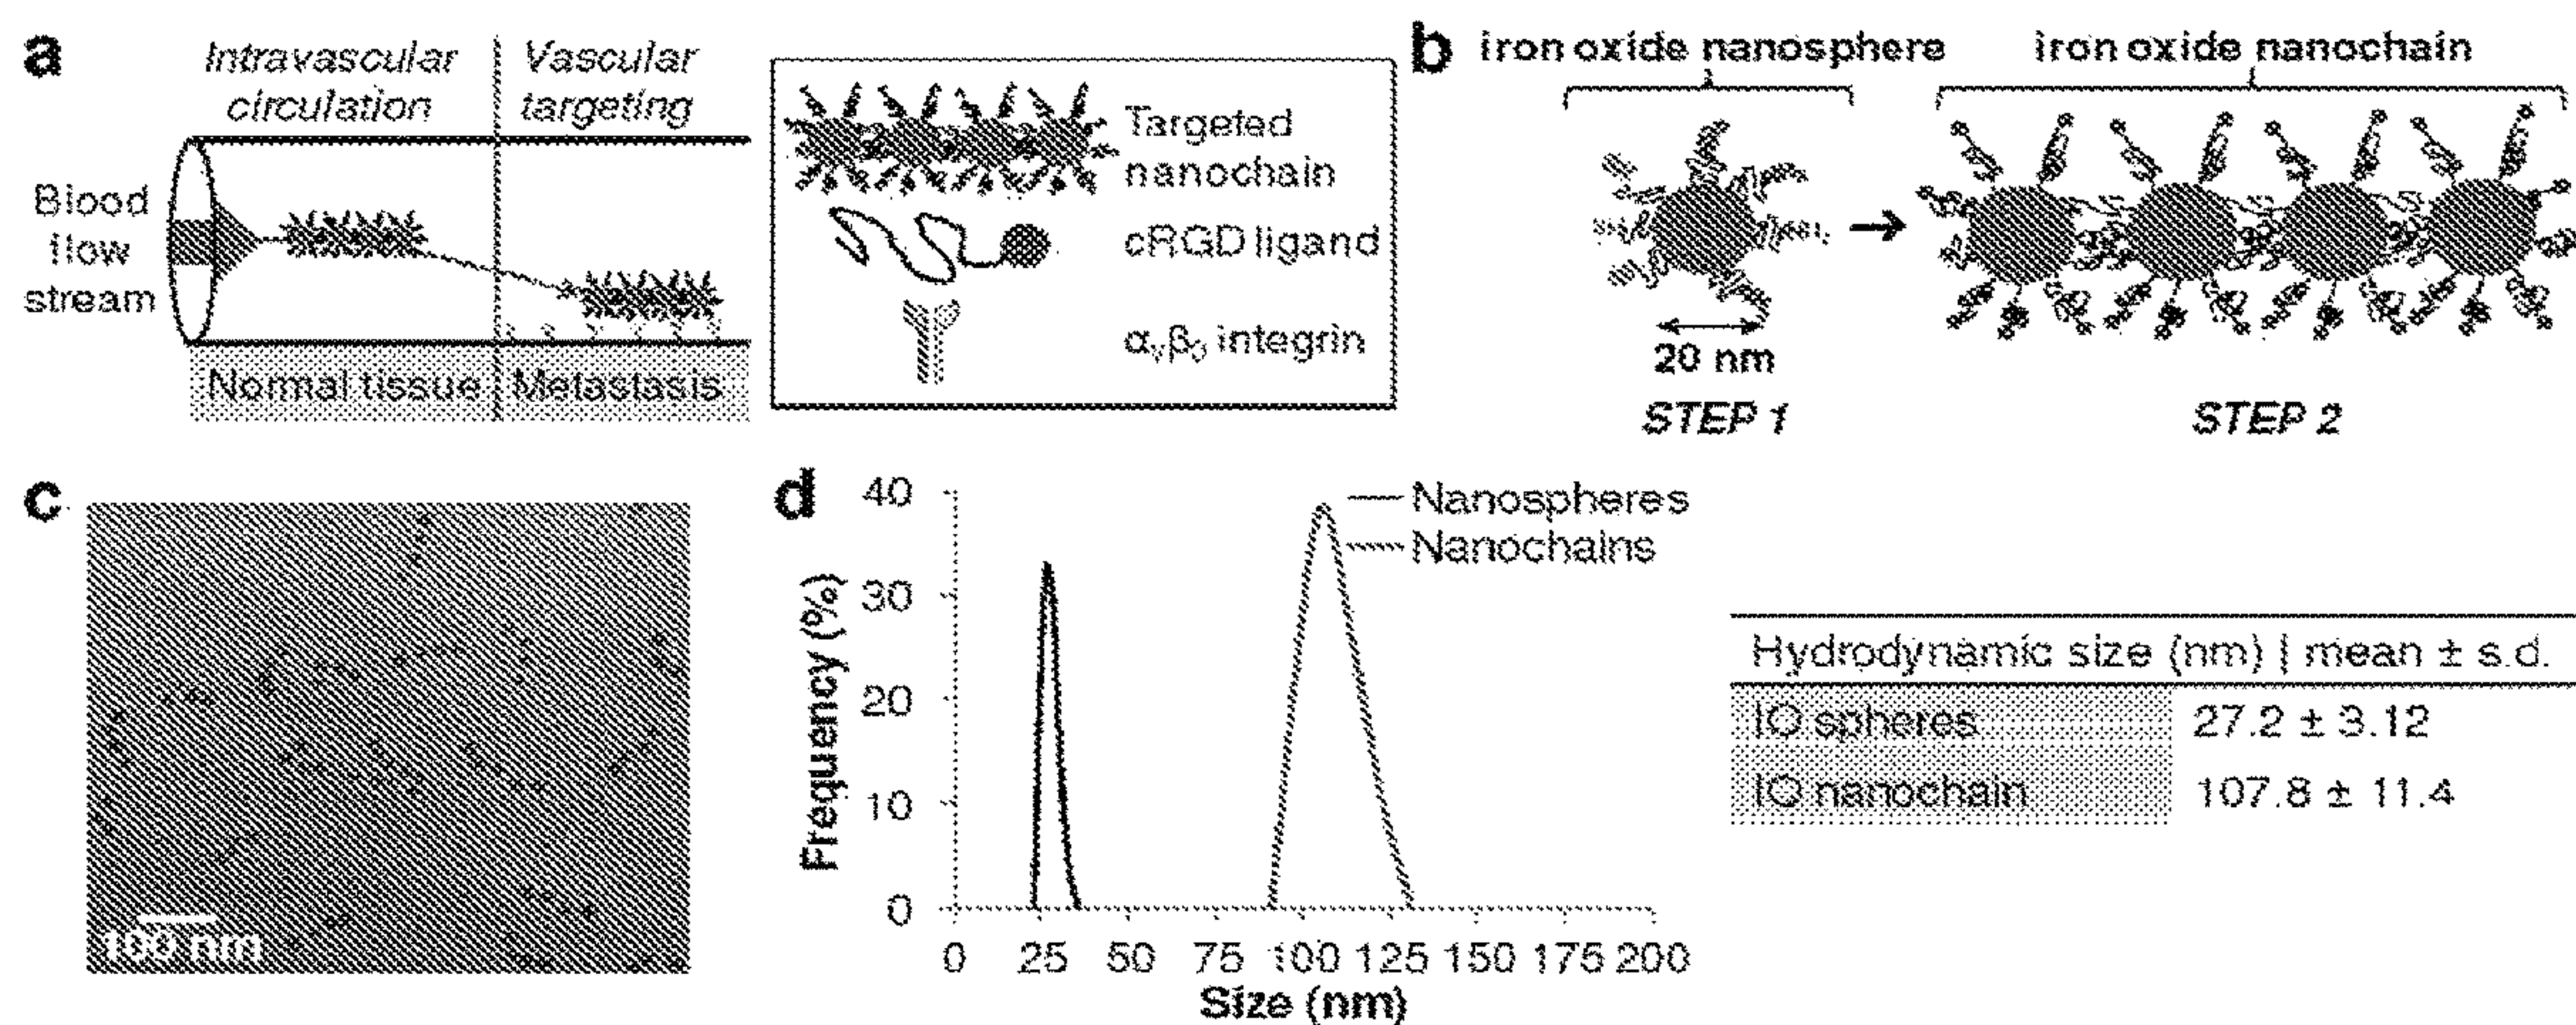 a
Intravascular
circulation
Vascular
targeting
Blood
flow
stream
Normal tissue
Metastasis
Targeted
nanochain
cRGD ligand
αvβ3 integrin
b
iron oxide nanosphere
iron oxide nanochain
20 nm
STEP 1
STEP 2
c
100 nm
d
40
30
20
10
0
Frequency (%)
Nanospheres
Nanochains
0 25 50 75 100 125 150 175 200
Size (nm)
Hydrodynamic size (nm) | mean ± s.d.
IO spheres 27.2 ± 3.12
IO nanochain 107.8 ± 11.4